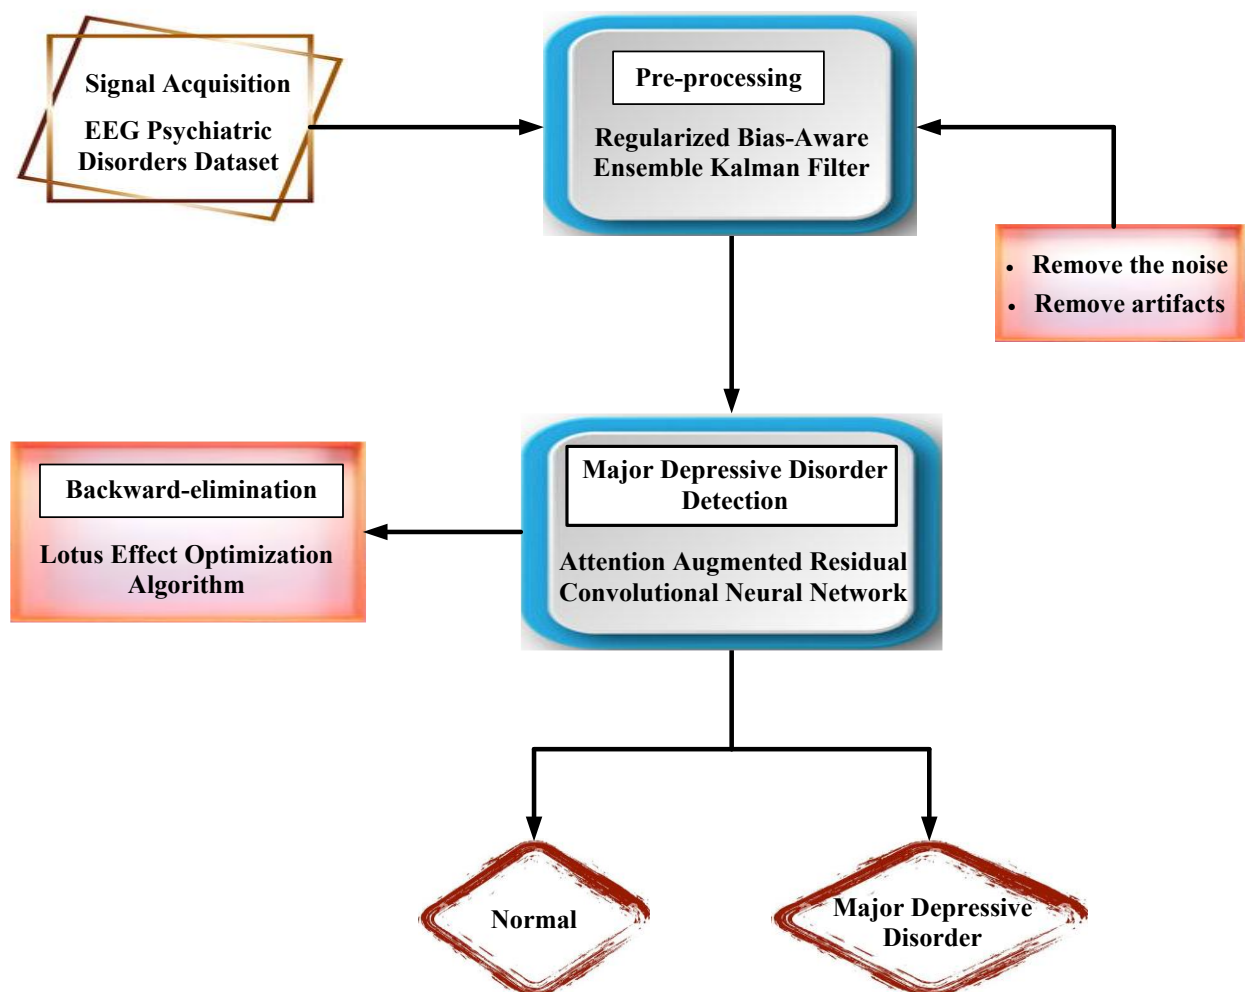 Signal Acquisition
EEG Psychiatric
Disorders Dataset
Pre-processing
Regularized Bias-Aware
Ensemble Kalman Filter
• Remove the noise
• Remove artifacts
Backward-elimination
Lotus Effect Optimization
Algorithm
Major Depressive Disorder
Detection
Attention Augmented Residual
Convolutional Neural Network
Normal
Major Depressive
Disorder